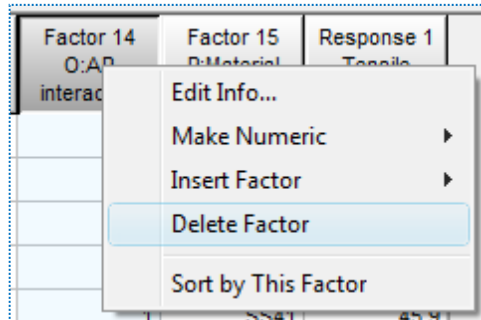 Factor 14
Factor 15
Response 1
O:AP
interac
Edit Info...
Make Numeric
Insert Factor
Delete Factor
Sort by This Factor
1